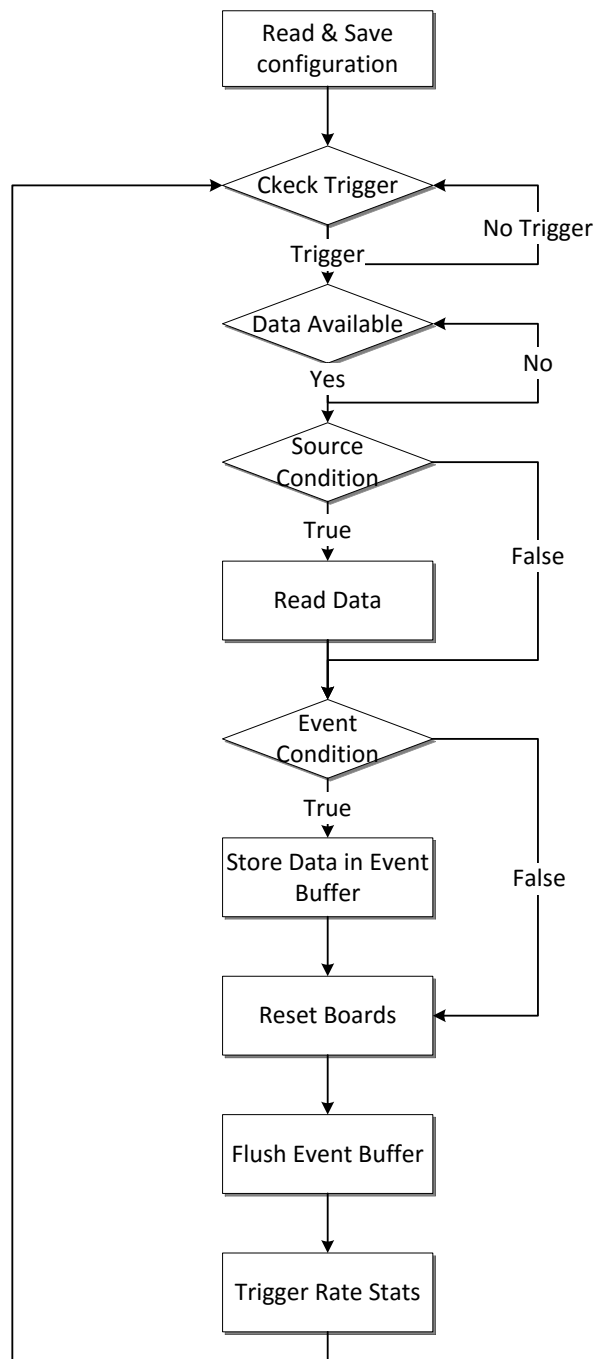 Read & Save
configuration
Ckeck Trigger
No Trigger
Trigger
Data Available
No
Yes
Source
Condition
True
False
Read Data
Event
Condition
True
Store Data in Event
Buffer
False
Reset Boards
Flush Event Buffer
Trigger Rate Stats